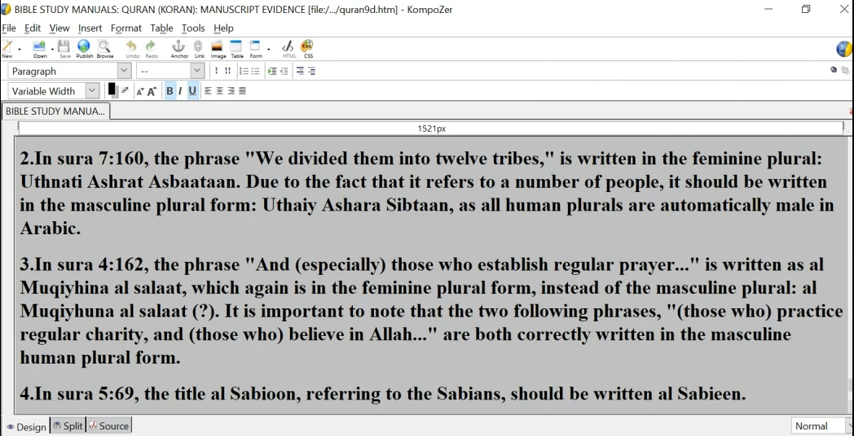 BIBLE STUDY MANUALS: QURAN (KORAN): MANUSCRIPT EVIDENCE [file:/.../quran9d.htm] - KompoZer
File Edit View Insert Format Table Tools Help
New Open Save Publish Browse Undo Redo Anchor Link Image Table Form HTML CSS
Paragraph --
Variable Width B I U
BIBLE STUDY MANUA...
1521px
2.In sura 7:160, the phrase "We divided them into twelve tribes," is written in the feminine plural:
Uthnati Ashrat Asbaataan. Due to the fact that it refers to a number of people, it should be written
in the masculine plural form: Uthaiy Ashara Sibtaan, as all human plurals are automatically male in
Arabic.
3.In sura 4:162, the phrase "And (especially) those who establish regular prayer..." is written as al
Muqiyhina al salaat, which again is in the feminine plural form, instead of the masculine plural: al
Muqiyhuna al salaat (?). It is important to note that the two following phrases, "(those who) practice
regular charity, and (those who) believe in Allah..." are both correctly written in the masculine
human plural form.
4.In sura 5:69, the title al Sabioon, referring to the Sabians, should be written al Sabieen.
Design Split Source Normal